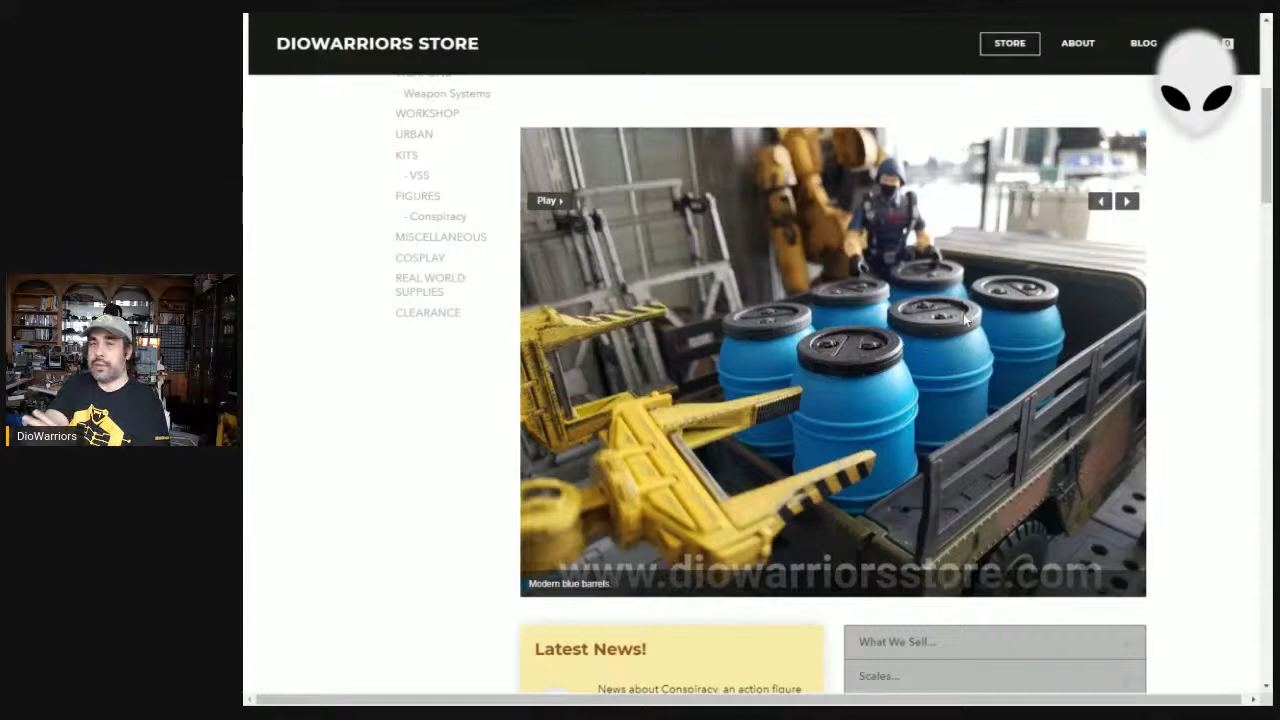 DIOWARRIORS STORE
STORE
ABOUT
BLOG
0
Weapon Systems
WORKSHOP
URBAN
KITS
- VSS
FIGURES
- Conspiracy
MISCELLANEOUS
COSPLAY
REAL WORLD
SUPPLIES
CLEARANCE
Play
www.diowarriorsstore.com
Modern blue barrels.
DioWarriors
Latest News!
News about Conspiracy, an action figure
What We Sell...
Scales...